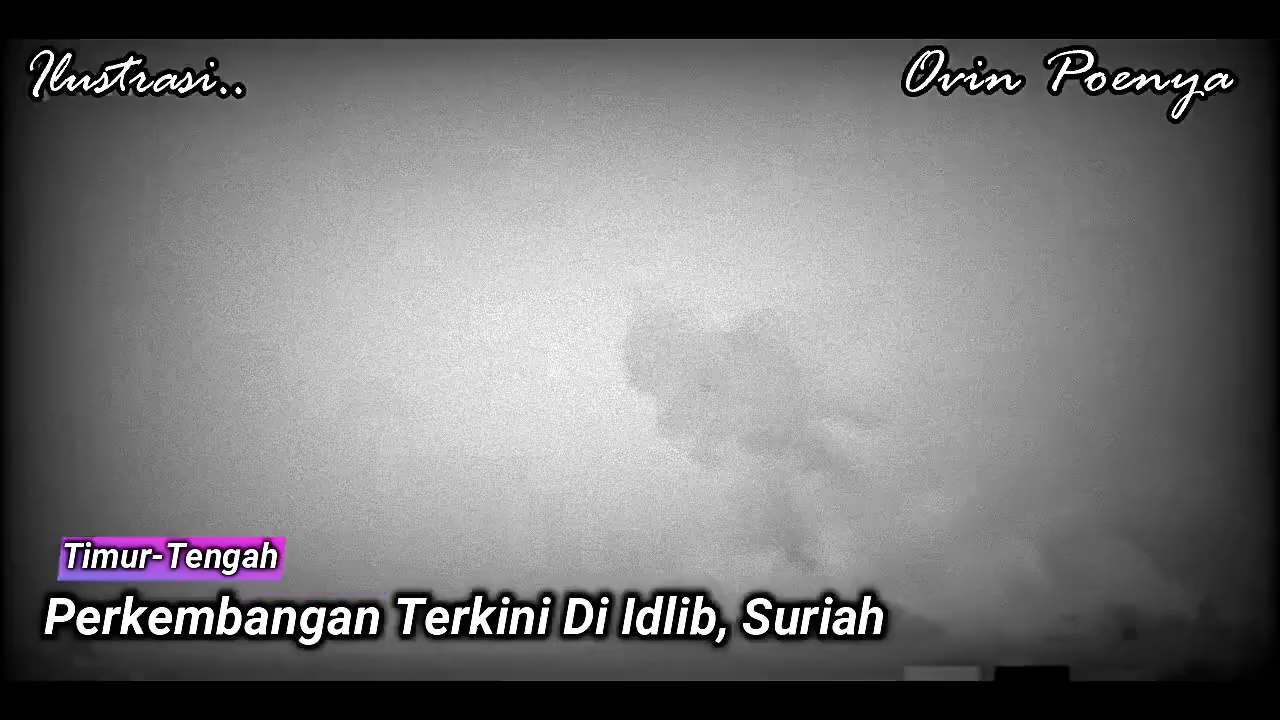 Ilustrasi..
Ovin Poenya
Timur-Tengah
Perkembangan Terkini Di Idlib, Suriah